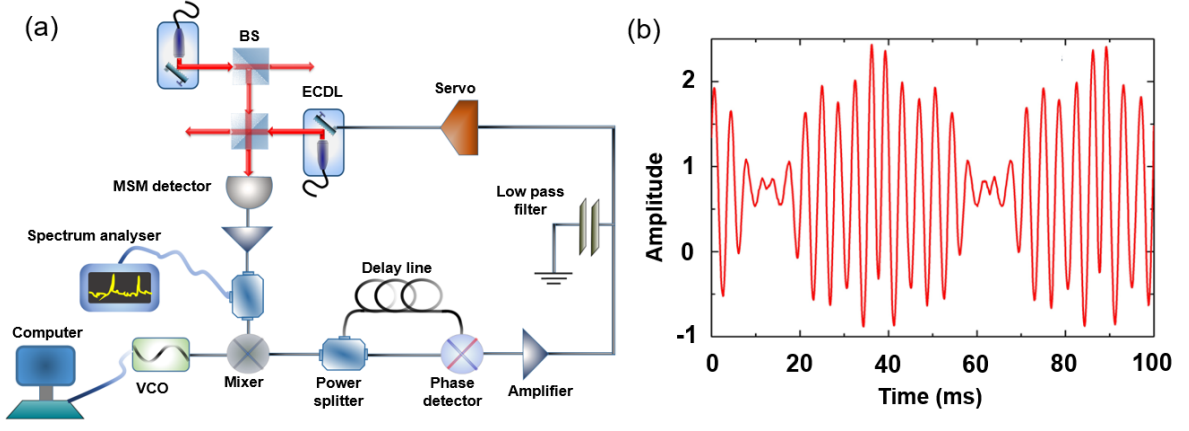 (a)
BS
ECDL
Servo
MSM detector
Low pass
filter
Spectrum analyser
Delay line
Computer
VCO
Mixer
Power
splitter
Phase
detector
Amplifier
(b)
Amplitude
2
1
0
-1
0
20
40
60
80
100
Time (ms)